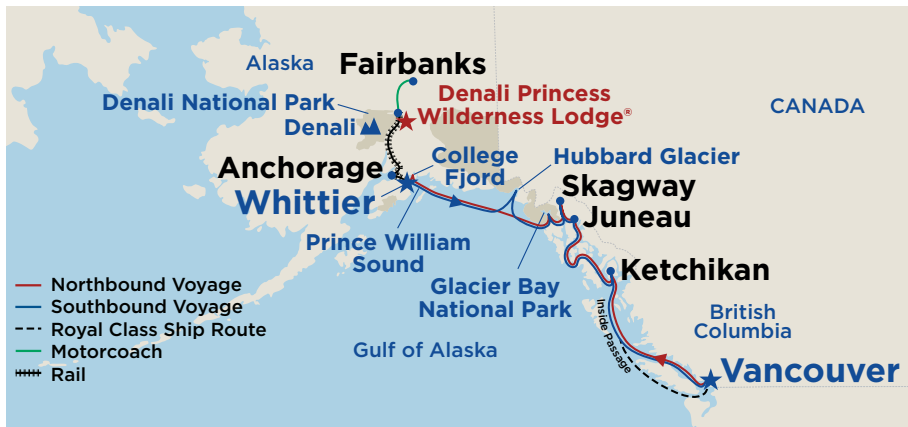 Alaska
Fairbanks
Denali National Park
Denali
Denali Princess
Wilderness Lodge®
CANADA
Anchorage
College
Fjord
Hubbard Glacier
Whittier
Skagway
Juneau
Prince William
Sound
Glacier Bay
National Park
Ketchikan
Inside Passage
British
Columbia
Gulf of Alaska
Vancouver
Northbound Voyage
Southbound Voyage
Royal Class Ship Route
Motorcoach
Rail